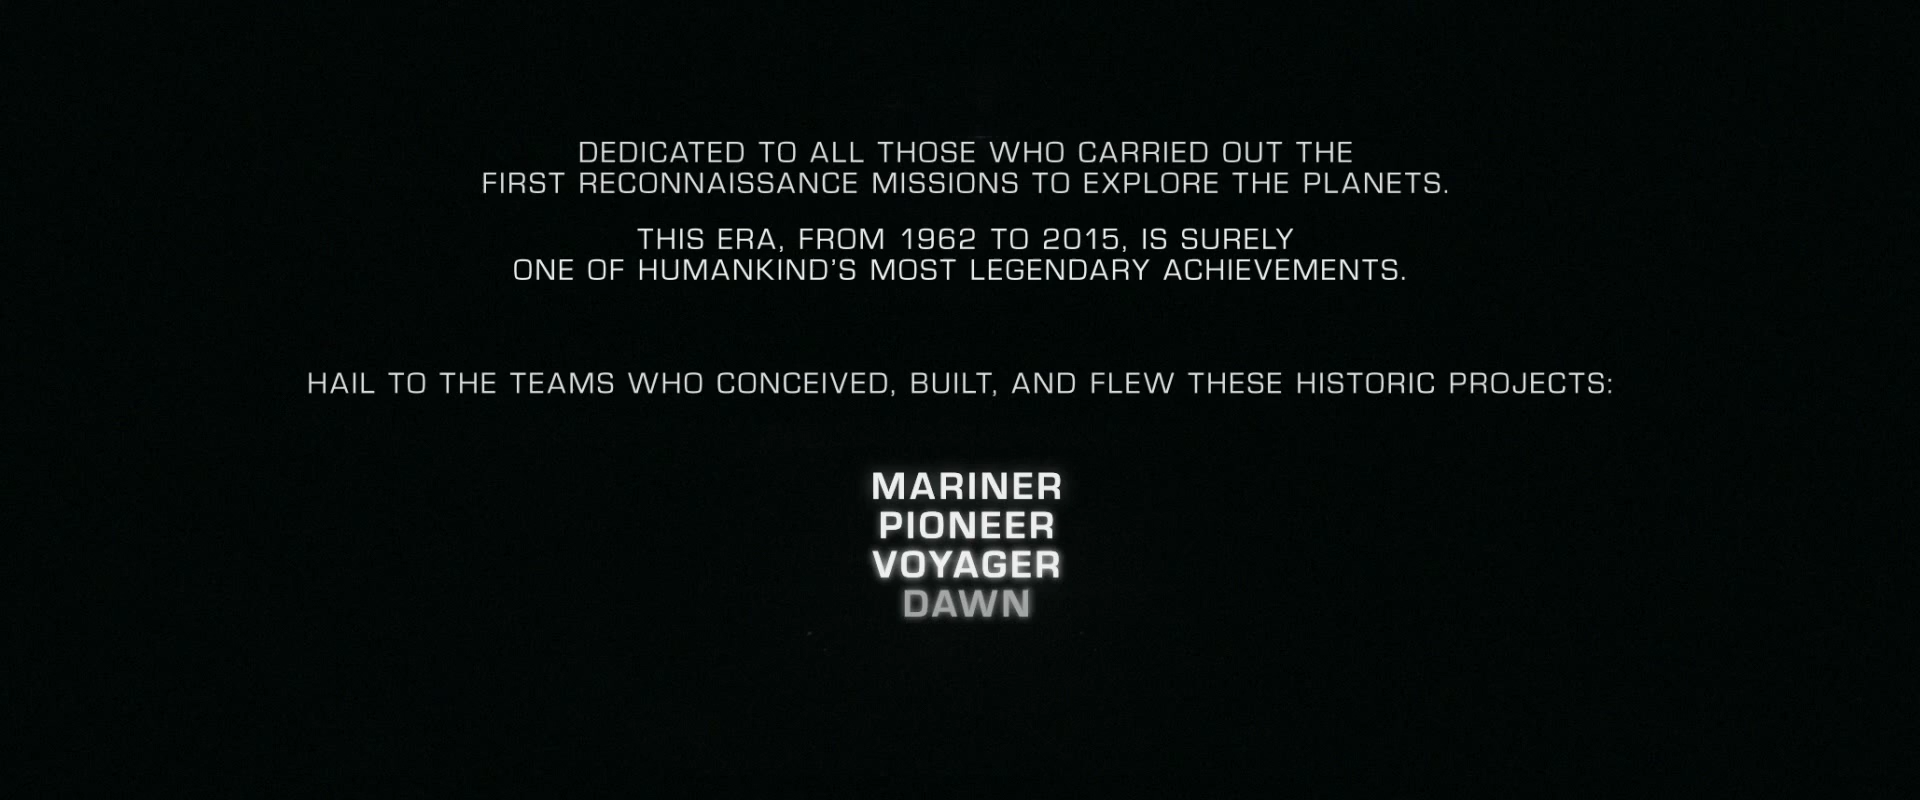 DEDICATED TO ALL THOSE WHO CARRIED OUT THE
FIRST RECONNAISSANCE MISSIONS TO EXPLORE THE PLANETS.
THIS ERA, FROM 1962 TO 2015, IS SURELY
ONE OF HUMANKIND’S MOST LEGENDARY ACHIEVEMENTS.
HAIL TO THE TEAMS WHO CONCEIVED, BUILT, AND FLEW THESE HISTORIC PROJECTS:
MARINER
PIONEER
VOYAGER
DAWN